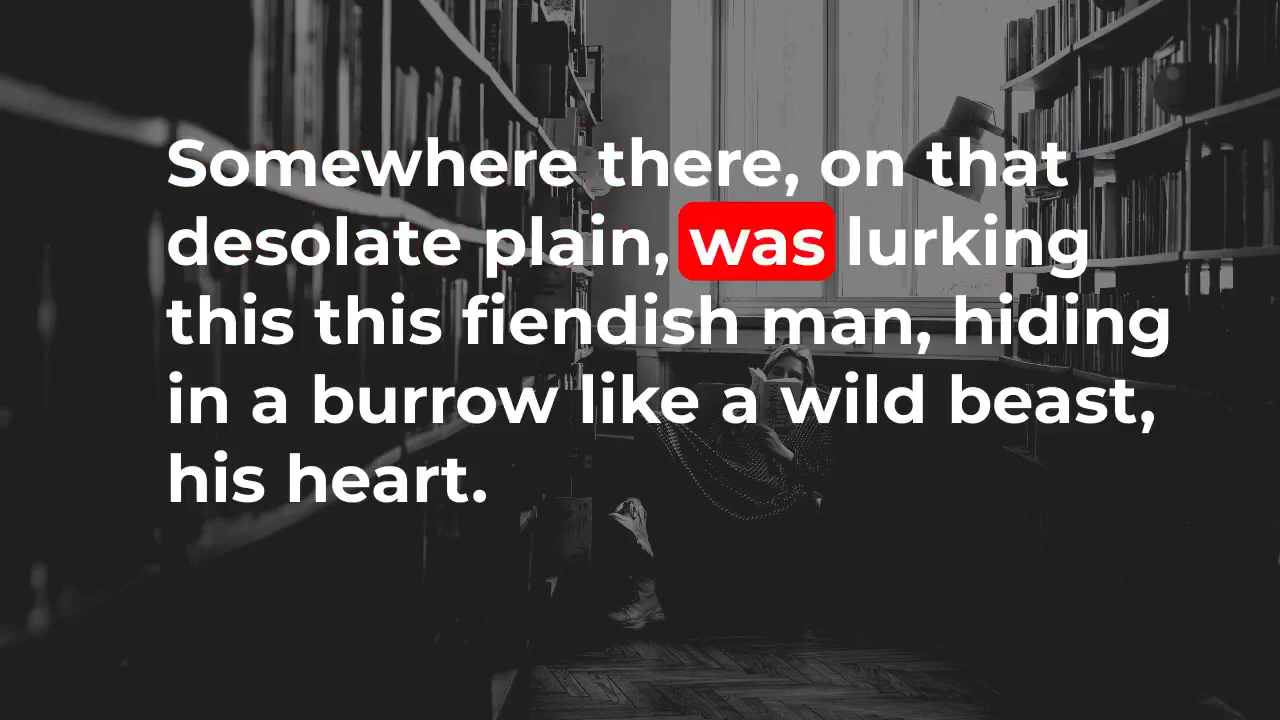 Somewhere there, on that
desolate plain, was lurking
this this fiendish man, hiding
in a burrow like a wild beast,
his heart.